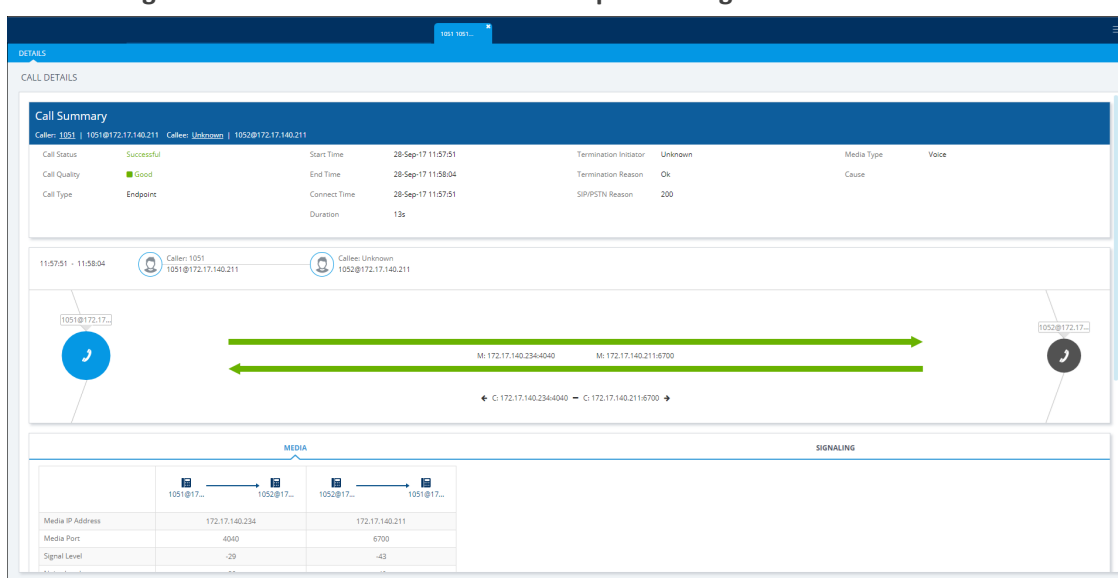 1051 1051...
DETAILS
CALL DETAILS
Call Summary
Caller: 1051 | 1051@172.17.140.211 Callee: Unknown | 1052@172.17.140.211
Call Status Successful Start Time 28-Sep-17 11:57:51 Termination Initiator Unknown Media Type Voice
Call Quality Good End Time 28-Sep-17 11:58:04 Termination Reason Ok Cause
Call Type Endpoint Connect Time 28-Sep-17 11:57:51 SIP/PSTN Reason 200
Duration 13s
11:57:51 - 11:58:04
Caller: 1051
1051@172.17.140.211
Callee: Unknown
1052@172.17.140.211
1051@172.17...
1052@172.17...
M: 172.17.140.234:4040 M: 172.17.140.211:6700
C: 172.17.140.234:4040 C: 172.17.140.211:6700
MEDIA SIGNALING
1051@17... 1052@17... 1052@17... 1051@17...
Media IP Address 172.17.140.234 172.17.140.211
Media Port 4040 6700
Signal Level -29 -43